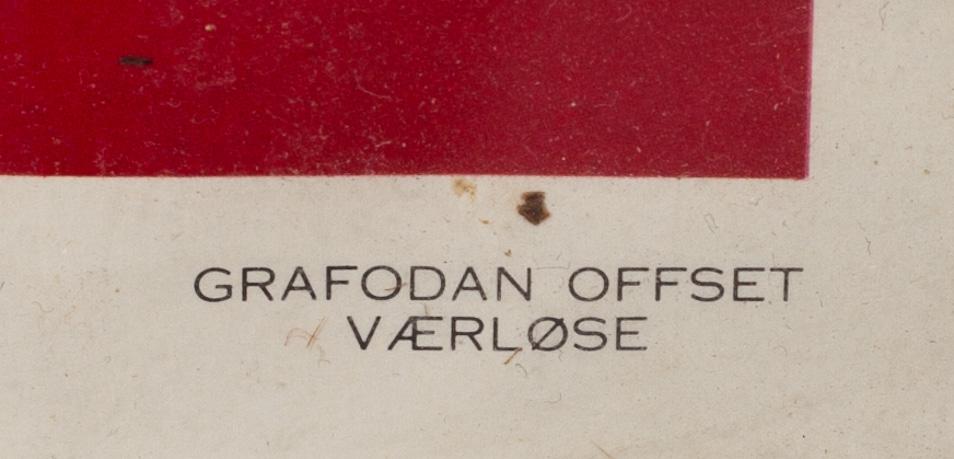 GRAFODAN OFFSET
VÆRLØSE